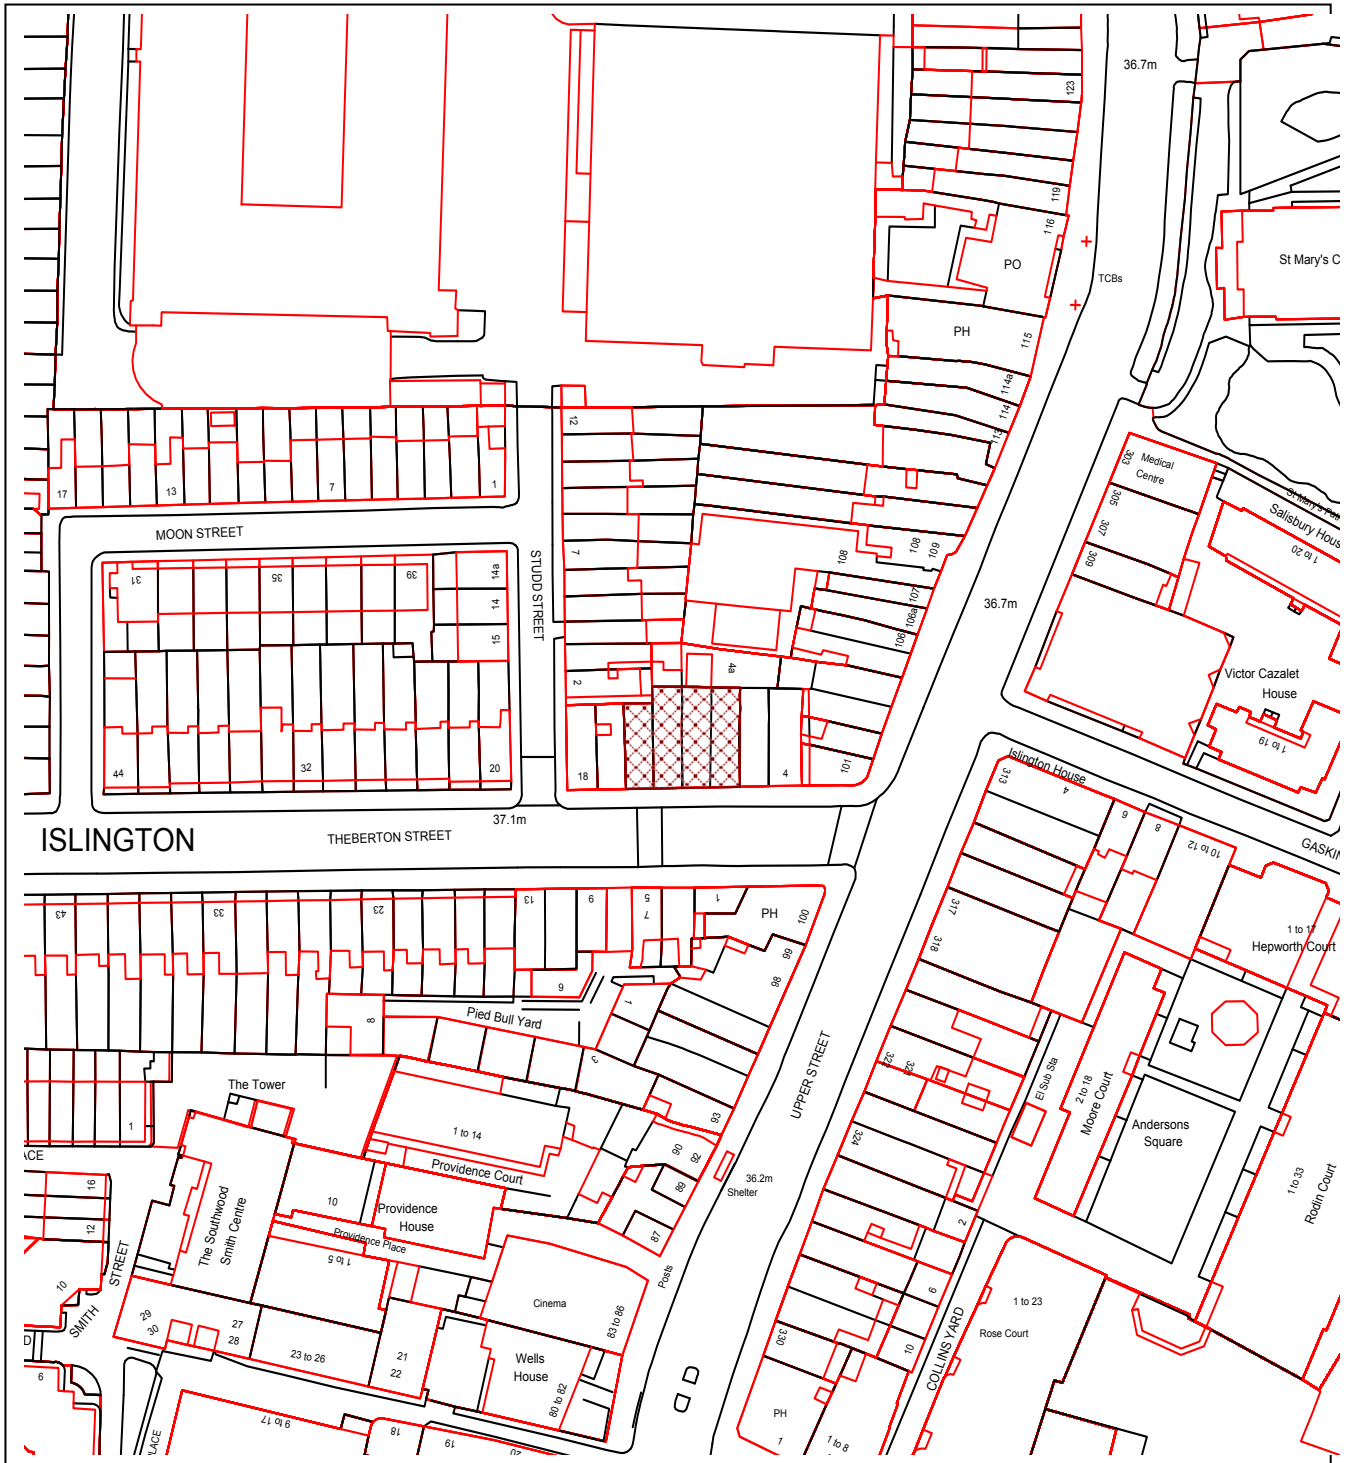 36.7m
123
119
116
PO
St Mary's C
TCBs
PH
115
114a
114
113
12
17
13
7
1
303
Medical
Centre
305
307
309
St Mary's Pa
Salisbury Hous
1 to 20
MOON STREET
STUDD STREET
7
108
108
109
31
35
39
14a
14
15
107
106a
106
36.7m
2
4a
Victor Cazalet
House
1 to 19
44
32
20
18
4
101
Islington House
313
4
6
8
10 to 12
GASKIN
37.1m
ISLINGTON
THEBERTON STREET
43
33
23
13
9
5
7
1
PH
100
99
98
317
318
1 to 17
Hepworth Court
9
8
Pied Bull Yard
1
3
UPPER STREET
322
321
El Sub Sta
2 to 18
Moore Court
Andersons
Square
1 to 33
Rodin Court
The Tower
1
1 to 14
93
324
ACE
Providence Court
90
36.2m
Shelter
89
87
16
12
10
STREET
SMITH
The Southwood
Smith Centre
10
Providence
House
Providence Place
1 to 5
2
6
10
COLLINS YARD
1 to 23
Rose Court
Posts
Cinema
83 to 86
29
30
27
28
23 to 26
21
22
Wells
House
80 to 82
330
D
6
PLACE
9 to 17
18
19
20
PH
1
1 to 8